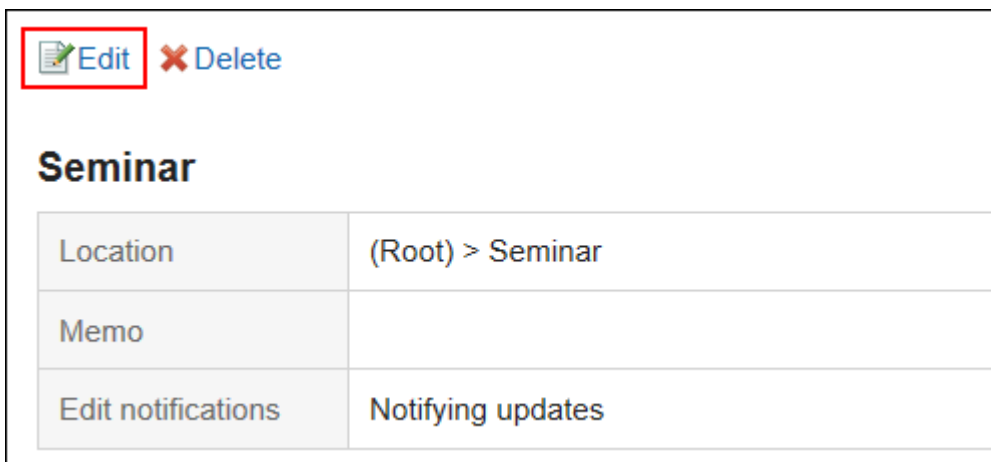 Edit Delete
Seminar
Location (Root) > Seminar
Memo
Edit notifications Notifying updates